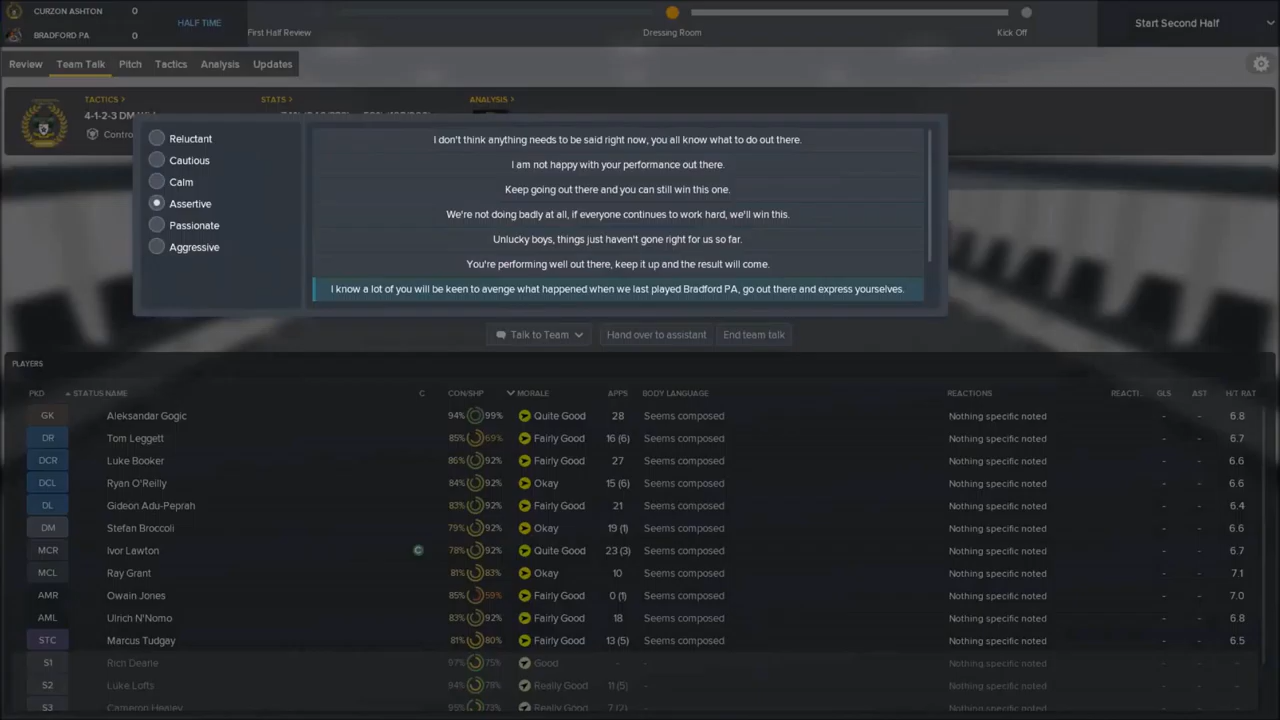 CURZON ASHTON 0
BRADFORD PA 0
HALF TIME
First Half Review
Dressing Room
Kick Off
Start Second Half
Review Team Talk Pitch Tactics Analysis Updates
TACTICS > STATS > ANALYSIS >
4-1-2-3 DM
Contro
Reluctant
Cautious
Calm
Assertive
Passionate
Aggressive
I don't think anything needs to be said right now, you all know what to do out there.
I am not happy with your performance out there.
Keep going out there and you can still win this one.
We're not doing badly at all, if everyone continues to work hard, we'll win this.
Unlucky boys, things just haven't gone right for us so far.
You're performing well out there, keep it up and the result will come.
I know a lot of you will be keen to avenge what happened when we last played Bradford PA, go out there and express yourselves.
Talk to Team Hand over to assistant End team talk
PLAYERS
PKD STATUS NAME C CON/SHP MORALE APPS BODY LANGUAGE REACTIONS REACTI... GLS AST H/T RAT
GK Aleksandar Gogic 94% 99% Quite Good 28 Seems composed Nothing specific noted - - 6.8
DR Tom Leggett 85% 69% Fairly Good 16 (6) Seems composed Nothing specific noted - - 6.7
DCR Luke Booker 86% 92% Fairly Good 27 Seems composed Nothing specific noted - - 6.6
DCL Ryan O'Reilly 84% 92% Okay 15 (6) Seems composed Nothing specific noted - - 6.6
DL Gideon Adu-Peprah 83% 92% Fairly Good 21 Seems composed Nothing specific noted - - 6.4
DM Stefan Broccoli 79% 92% Okay 19 (1) Seems composed Nothing specific noted - - 6.6
MCR Ivor Lawton C 78% 92% Quite Good 23 (3) Seems composed Nothing specific noted - - 6.7
MCL Ray Grant 81% 83% Okay 10 Seems composed Nothing specific noted - - 7.1
AMR Owain Jones 85% 59% Fairly Good 0 (1) Seems composed Nothing specific noted - - 7.0
AML Ulrich N'Nomo 83% 92% Fairly Good 18 Seems composed Nothing specific noted - - 6.8
STC Marcus Tudgay 81% 80% Fairly Good 13 (5) Seems composed Nothing specific noted - - 6.5
S1 Rich Dearle 97% 75% Good - - Nothing specific noted - - -
S2 Luke Lofts 94% 78% Really Good 11 (5) - Nothing specific noted - - -
S3 Cameron Healey 95% 73% Really Good 7 (2) - Nothing specific noted - - -